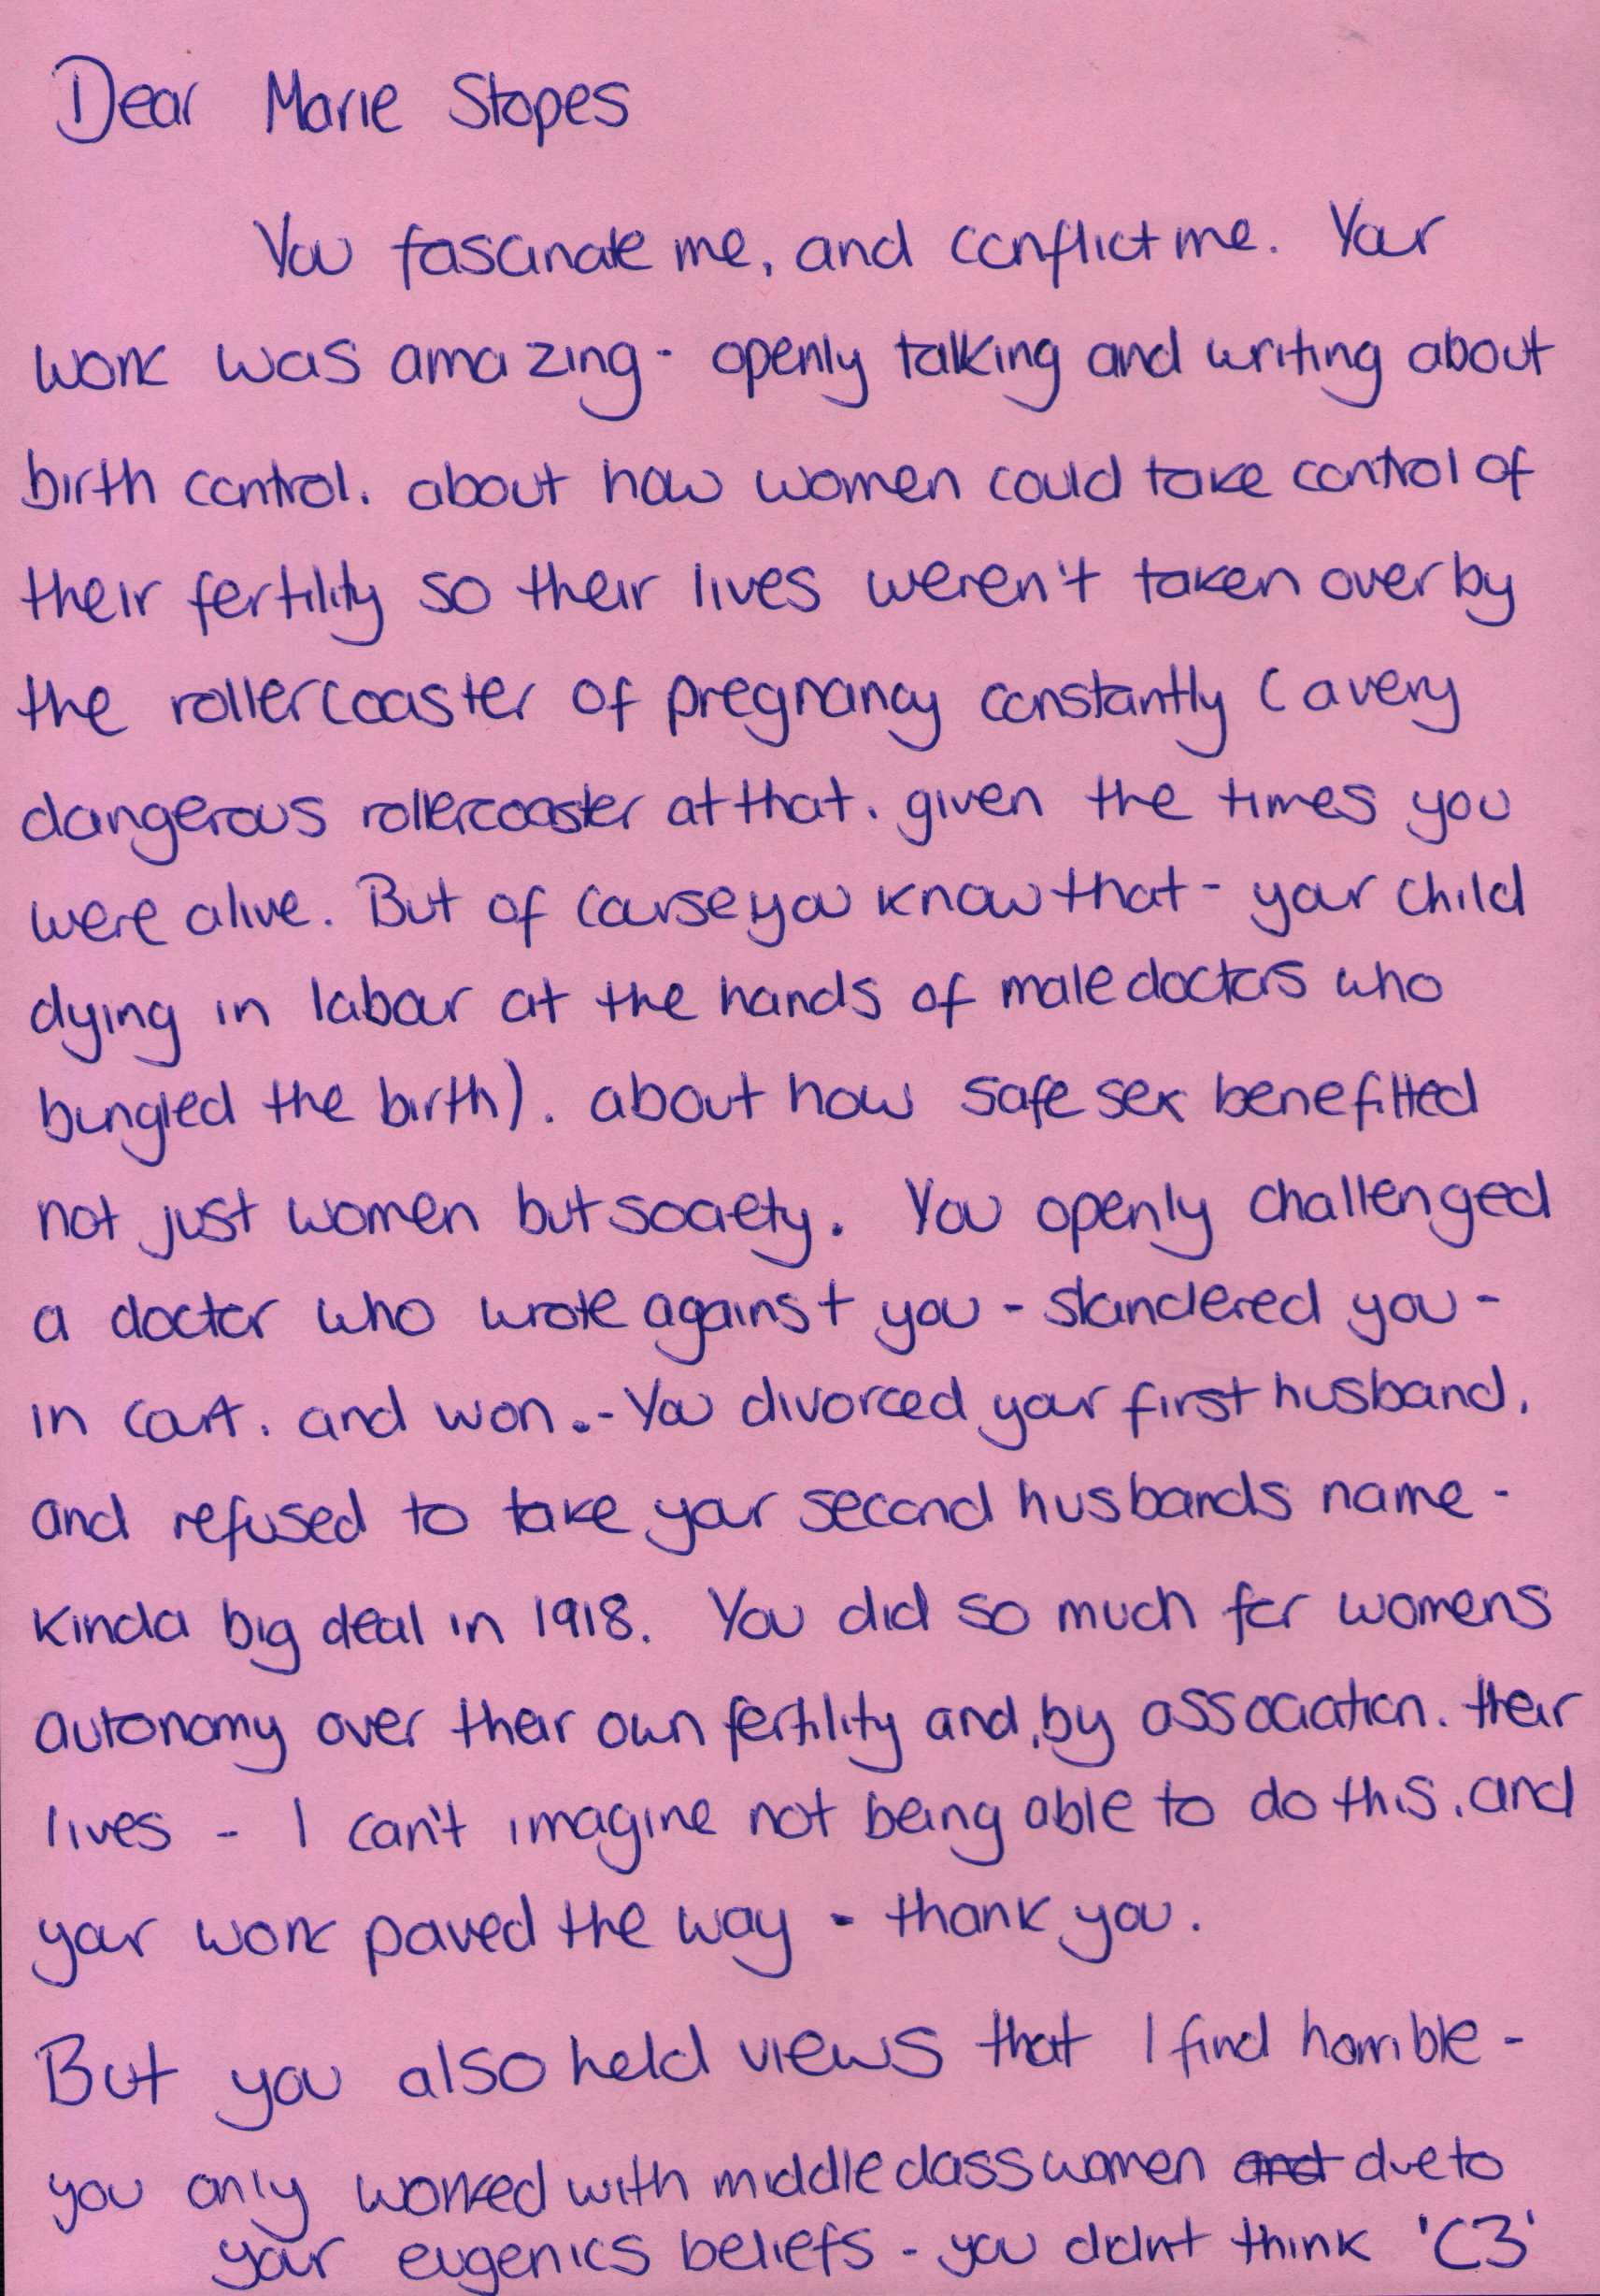 Dear Marie Stopes
You fascinate me, and conflict me. Your
work was amazing - openly talking and writing about
birth control. about how women could take control of
their fertility so their lives weren't taken over by
the rollercoaster of pregnancy constantly (a very
dangerous rollercoaster at that, given the times you
were alive. But of course you know that - your child
dying in labour at the hands of male doctors who
bungled the birth). about how safe sex benefitted
not just women but society. You openly challenged
a doctor who wrote against you - slandered you -
in court. and won. - You divorced your first husband,
and refused to take your second husbands name -
kinda big deal in 1918. You did so much for womens
autonomy over their own fertility and, by association. their
lives - I can't imagine not being able to do this, and
your work paved the way - thank you.
But you also held views that I find horrible -
you only worked with middle class women and due to
your eugenics beliefs - you didn't think 'C3'